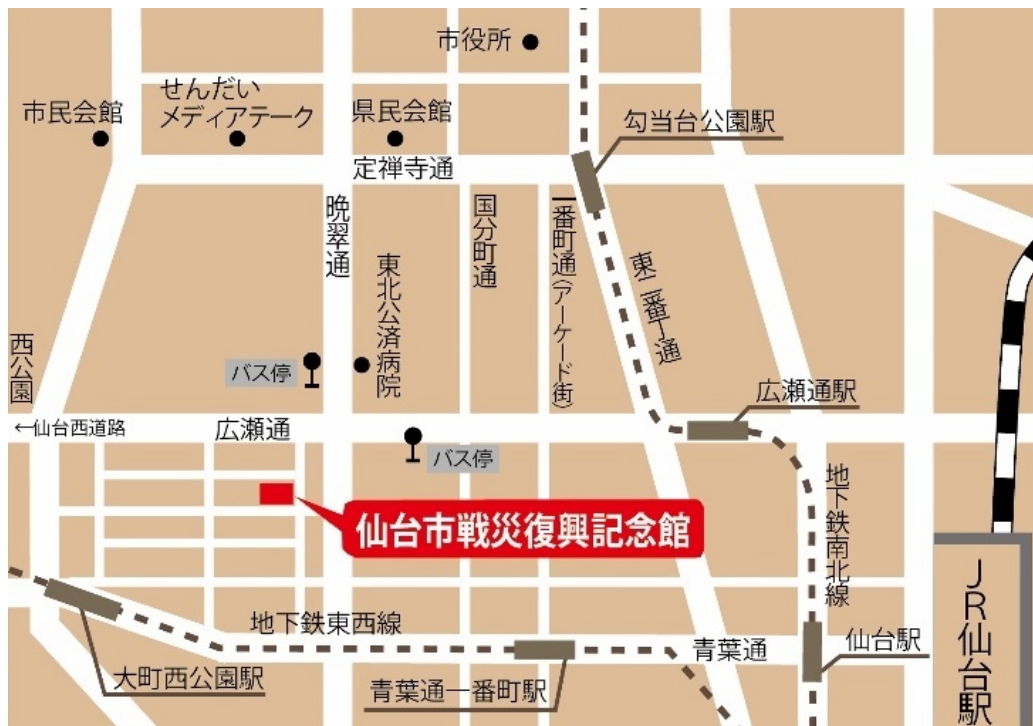 市役所
市民会館
せんだい
メディアテーク
県民会館
勾当台公園駅
定禅寺通
晩翠通
国分町通
一番町通(アーケード街)
東二番丁通
東北公済病院
西公園
バス停
広瀬通駅
←仙台西道路
広瀬通
バス停
地下鉄南北線
仙台市戦災復興記念館
JR仙台駅
地下鉄東西線
青葉通
仙台駅
大町西公園駅
青葉通一番町駅